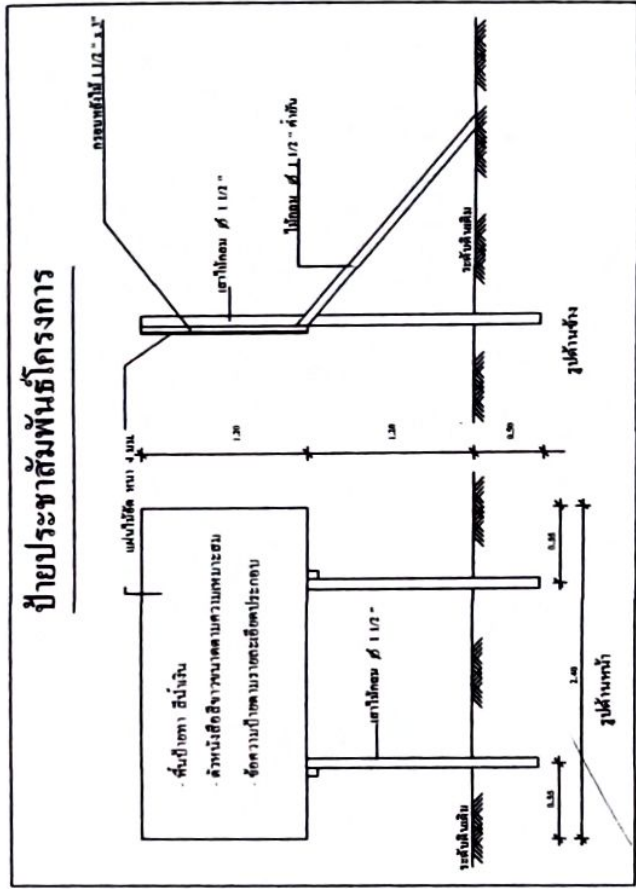 ป้ายประชาสัมพันธ์โครงการ
แผ่นไม้อัด หนา 4 มม
กรอบหลังไม้ 1 1/2 " x 3"
- พื้นป้ายทา สีน้ำเงิน
- ตัวหนังสือสีขาวขนาดตามความเหมาะสม
- ข้อความป้ายตามรายละเอียดประกอบ
เสาไม้กลม Ø 1 1/2 "
เสาไม้กลม Ø 1 1/2 "
ไม้กลม Ø 1 1/2 " ค้ำยัน
1.20
1.20
0.50
ระดับดินเดิม
ระดับดินเดิม
0.55
0.55
2.40
รูปด้านหน้า
รูปด้านข้าง